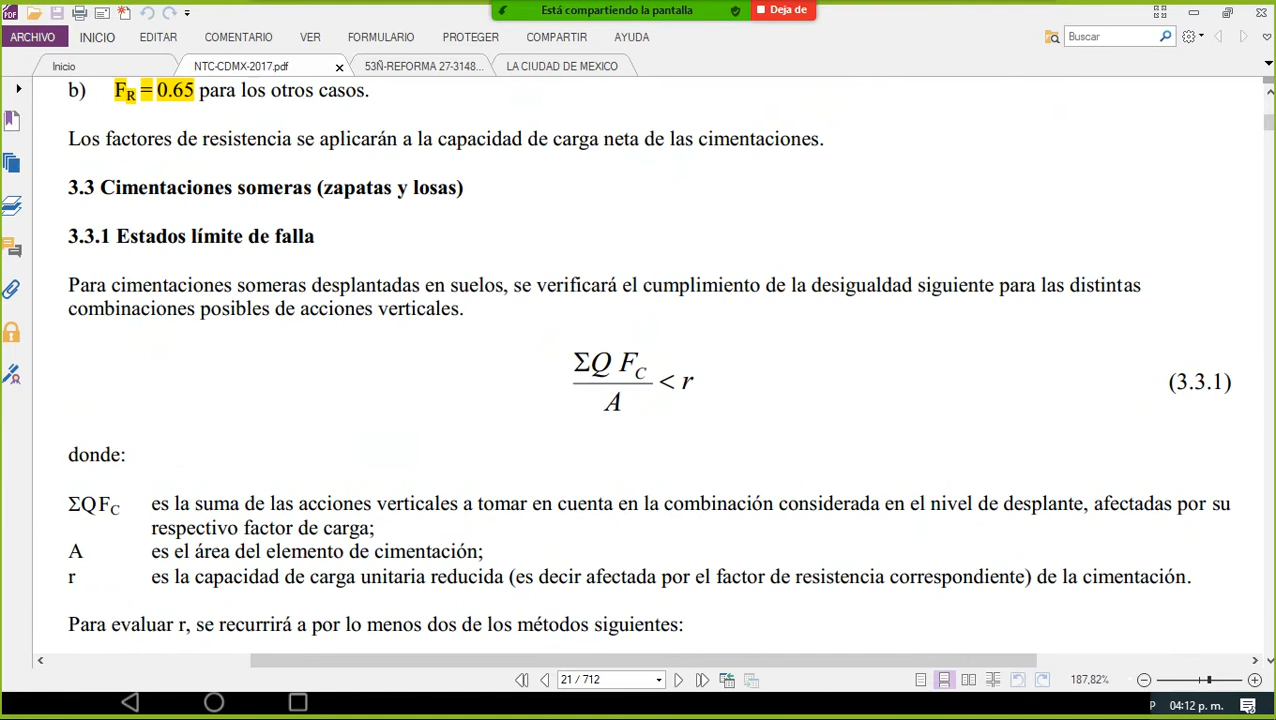 Está compartiendo la pantalla
Deja de
ARCHIVO INICIO EDITAR COMENTARIO VER FORMULARIO PROTEGER COMPARTIR AYUDA
Buscar
Inicio NTC-CDMX-2017.pdf 53Ñ-REFORMA 27-3148... LA CIUDAD DE MEXICO
b) FR = 0.65 para los otros casos.
Los factores de resistencia se aplicarán a la capacidad de carga neta de las cimentaciones.
3.3 Cimentaciones someras (zapatas y losas)
3.3.1 Estados límite de falla
Para cimentaciones someras desplantadas en suelos, se verificará el cumplimiento de la desigualdad siguiente para las distintas
combinaciones posibles de acciones verticales.
ΣQ FC
A
< r
(3.3.1)
donde:
ΣQFC es la suma de las acciones verticales a tomar en cuenta en la combinación considerada en el nivel de desplante, afectadas por su
respectivo factor de carga;
A es el área del elemento de cimentación;
r es la capacidad de carga unitaria reducida (es decir afectada por el factor de resistencia correspondiente) de la cimentación.
Para evaluar r, se recurrirá a por lo menos dos de los métodos siguientes:
21 / 712
187,82%
P 04:12 p. m.